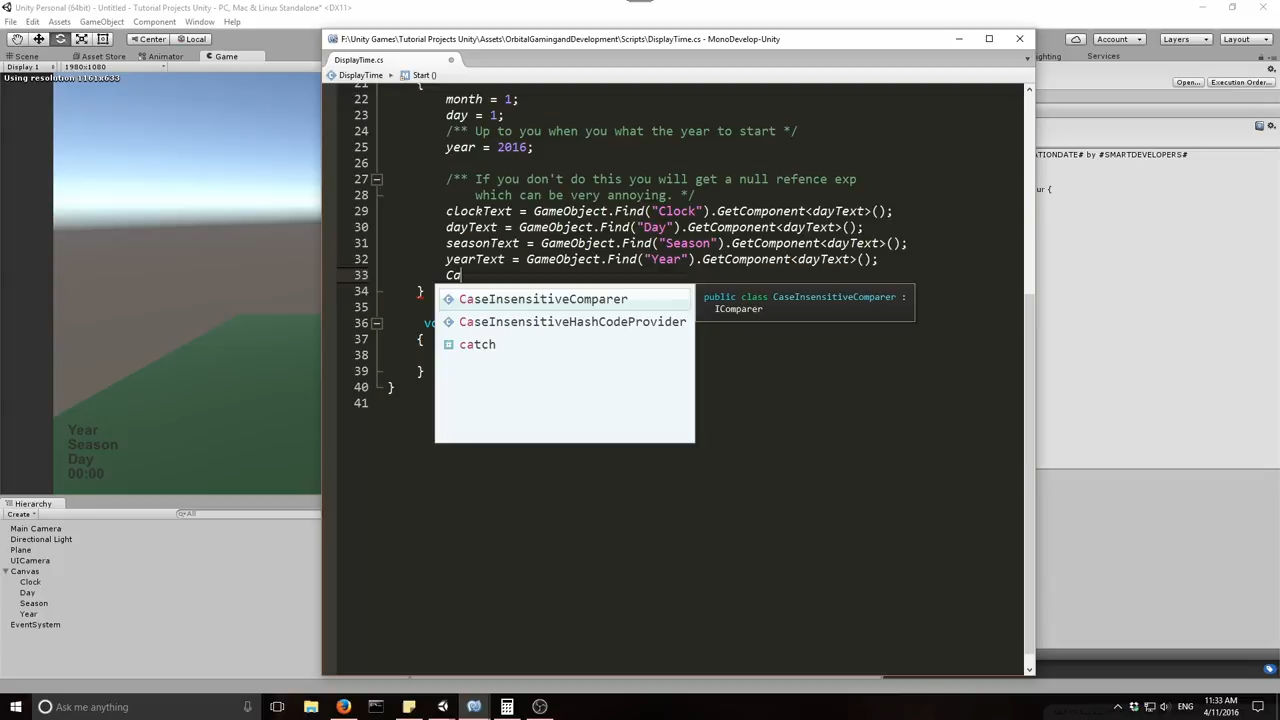 Unity Personal (64bit) - Untitled - Tutorial Projects Unity - PC, Mac & Linux Standalone* <DX11>
File Edit Assets GameObject Component Window Help
Center Local Account Layers Layout
Scene Asset Store Animator Game
Display 1 1980x1080
Using resolution 1161x633
F:\Unity Games\Tutorial Projects Unity\Assets\OrbitalGamingandDevelopment\Scripts\DisplayTime.cs - MonoDevelop-Unity
DisplayTime.cs
DisplayTime Start ()
21 {
22 month = 1;
23 day = 1;
24 /** Up to you when you what the year to start */
25 year = 2016;
26
27 /** If you don't do this you will get a null refence exp
28 which can be very annoying. */
29 clockText = GameObject.Find("Clock").GetComponent<dayText>();
30 dayText = GameObject.Find("Day").GetComponent<dayText>();
31 seasonText = GameObject.Find("Season").GetComponent<dayText>();
32 yearText = GameObject.Find("Year").GetComponent<dayText>();
33 Ca
34 }
35
36 vo
37 {
38
39 }
40 }
41
CaseInsensitiveComparer
CaseInsensitiveHashCodeProvider
catch
public class CaseInsensitiveComparer :
IComparer
ighting Services
Open... Execution Order...
ATIONDATE# by #SMARTDEVELOPERS#
ur {
Year
Season
Day
00:00
Hierarchy
Create All
Main Camera
Directional Light
Plane
UICamera
Canvas
Clock
Day
Season
Year
EventSystem
Ask me anything
11:33 AM
4/11/2016